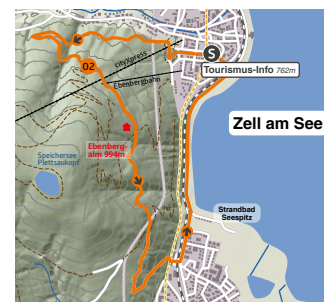 S
cityXpress
02
Tourismus-Info 762m
Ebenbergbahn
Zell am See
Ebenberg-
alm 994m
Speichersee
Plettsaukopf
Strandbad
Seespitz